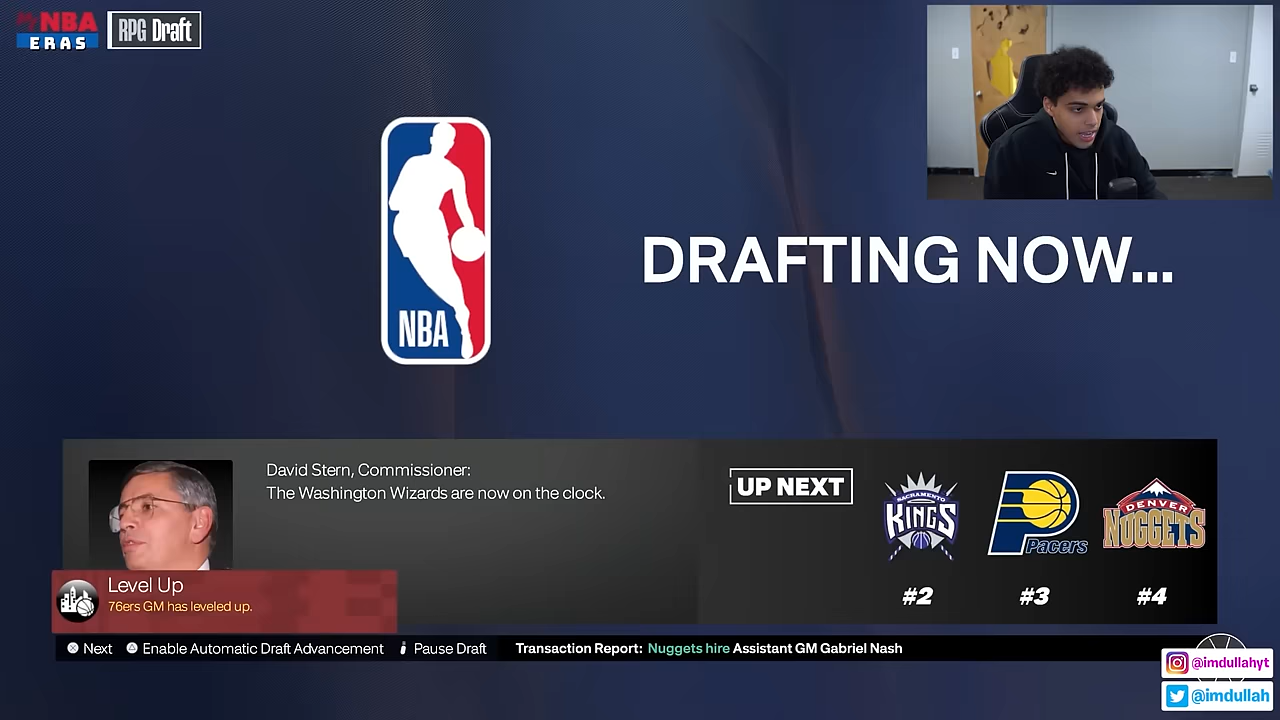 MyNBA
ERAS
RPG Draft
NBA
DRAFTING NOW...
David Stern, Commissioner:
The Washington Wizards are now on the clock.
UP NEXT
SACRAMENTO
KINGS
Pacers
DENVER
NUGGETS
#2
#3
#4
Level Up
76ers GM has leveled up.
Next
Enable Automatic Draft Advancement
Pause Draft
Transaction Report: Nuggets hire Assistant GM Gabriel Nash
@imdullahyt
@imdullah